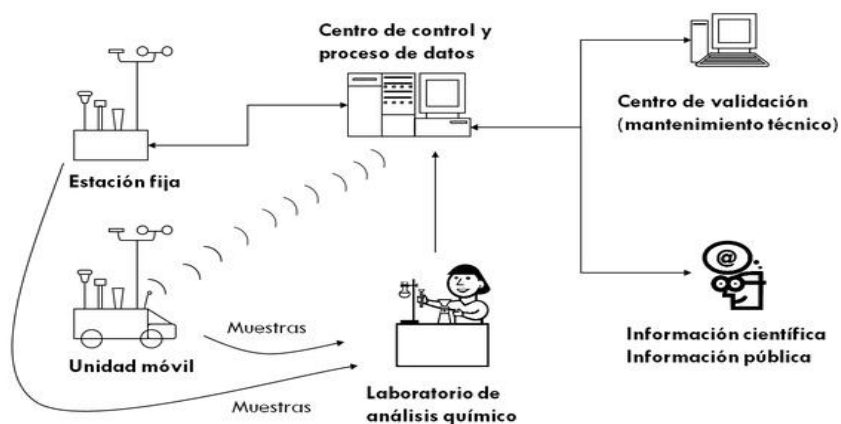 Centro de control y
proceso de datos
Centro de validación
(mantenimiento técnico)
Estación fija
@
Muestras
Unidad móvil
Información científica
Información pública
Laboratorio de
análisis químico
Muestras